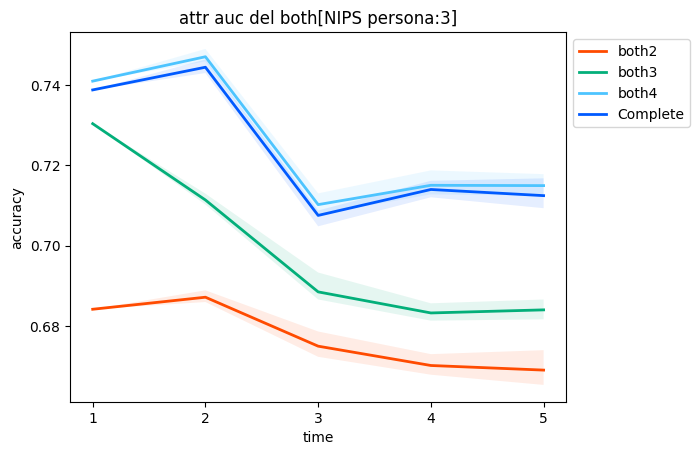 attr auc del both[NIPS persona:3]
both2
both3
both4
Complete
0.74
0.72
0.70
0.68
accuracy
1 2 3 4 5
time